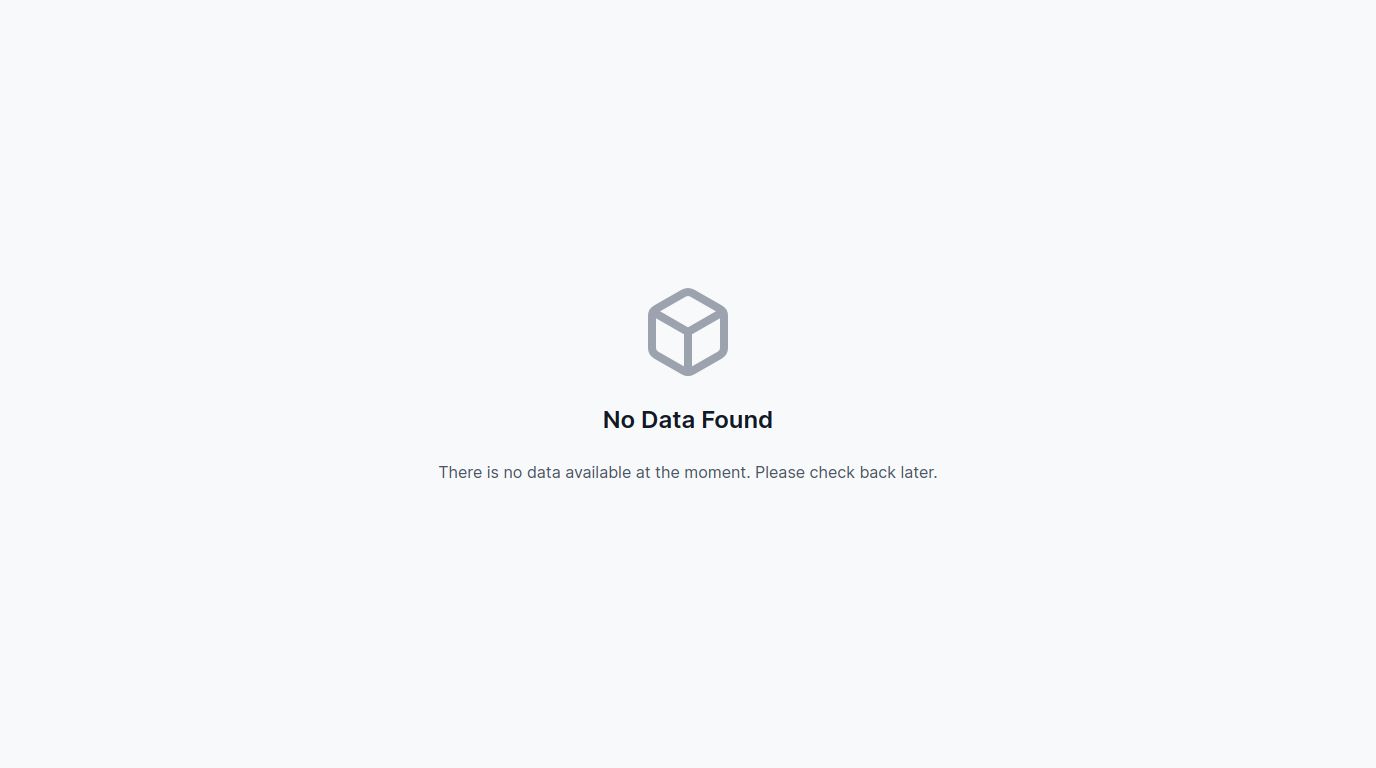 No Data Found
There is no data available at the moment. Please check back later.